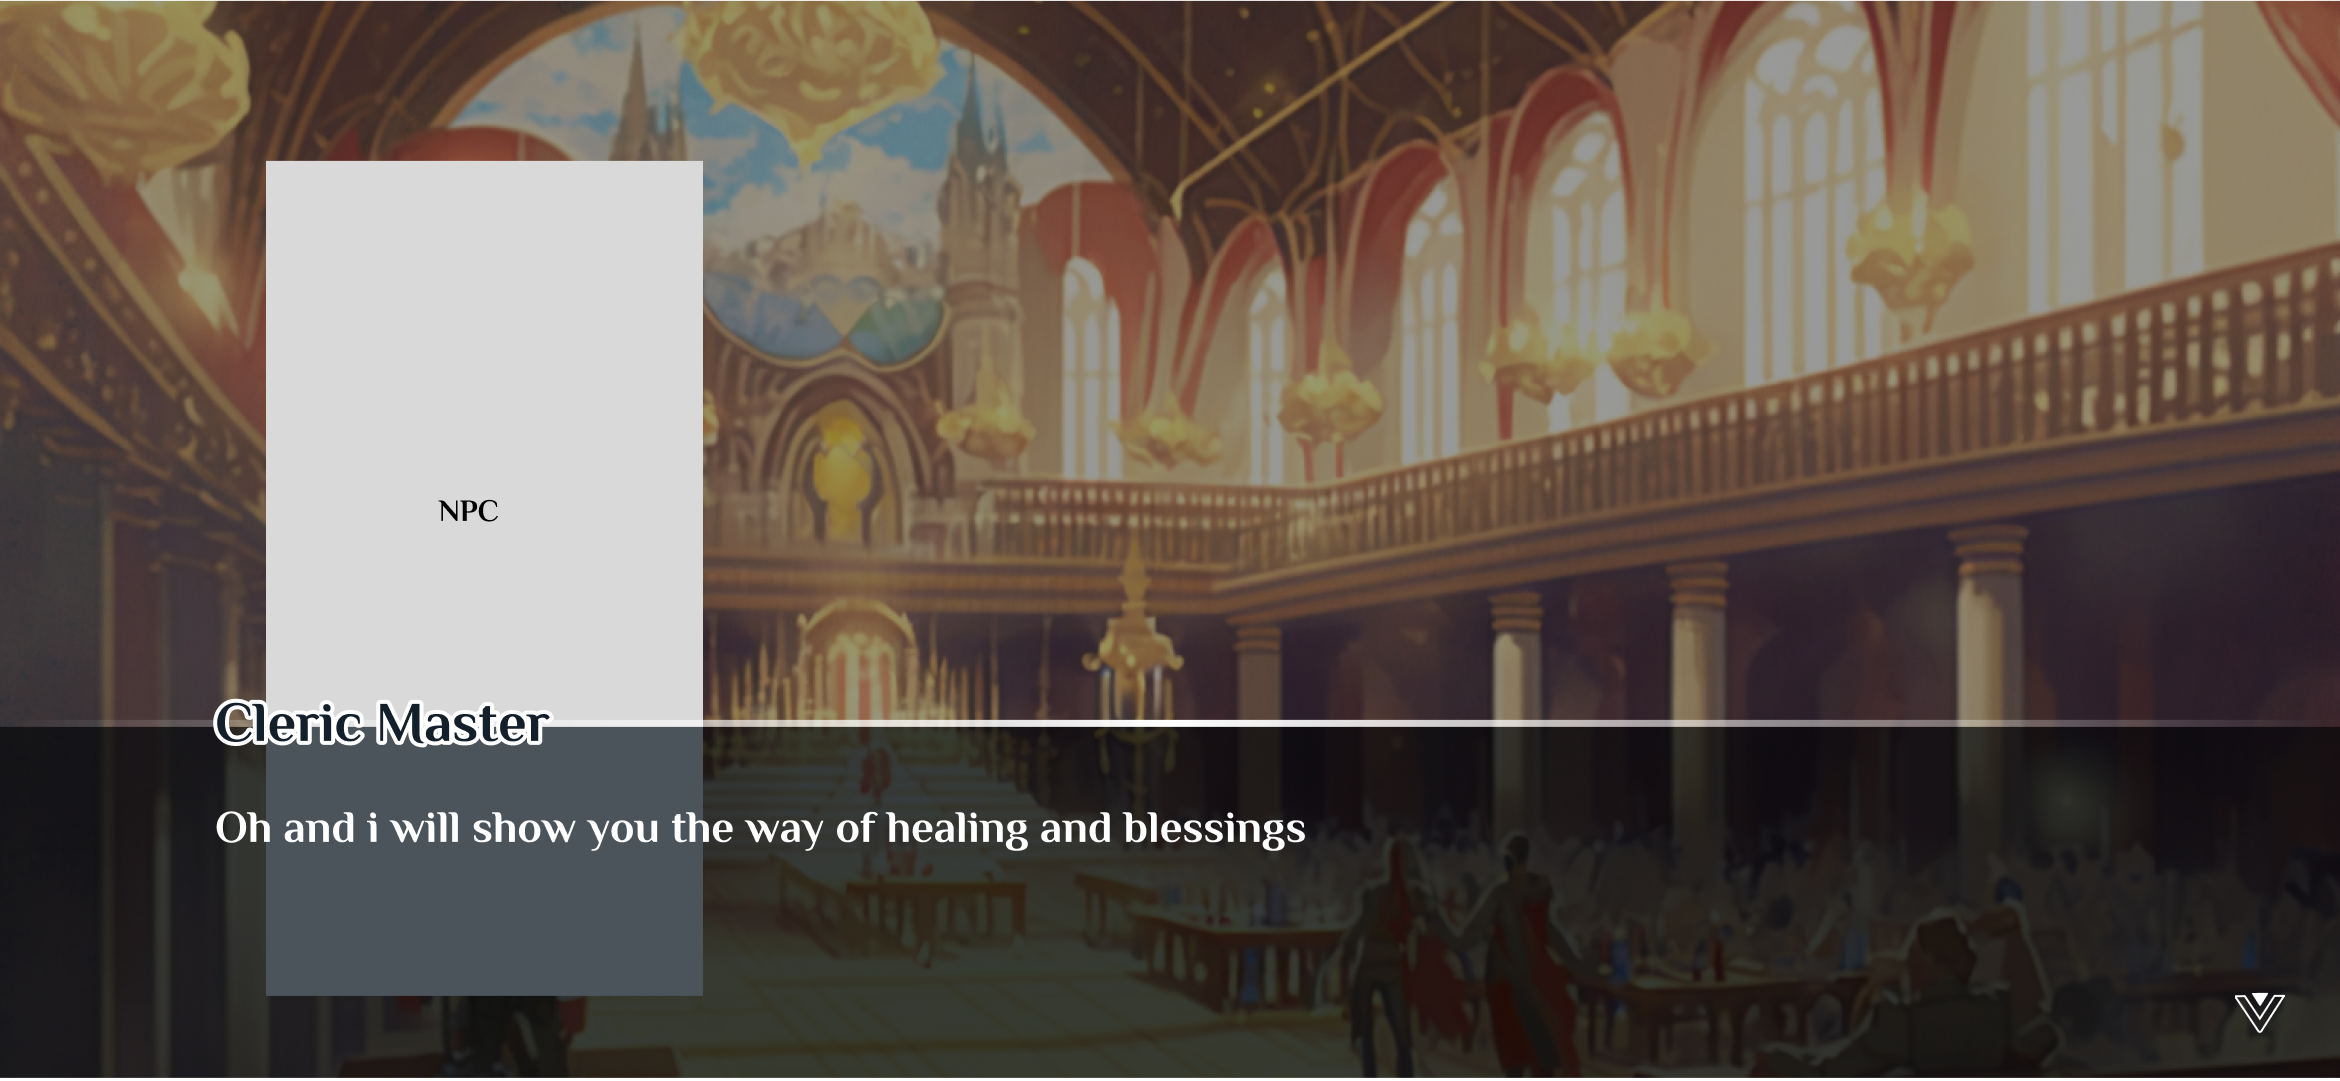 NPC
Cleric Master
Oh and i will show you the way of healing and blessings